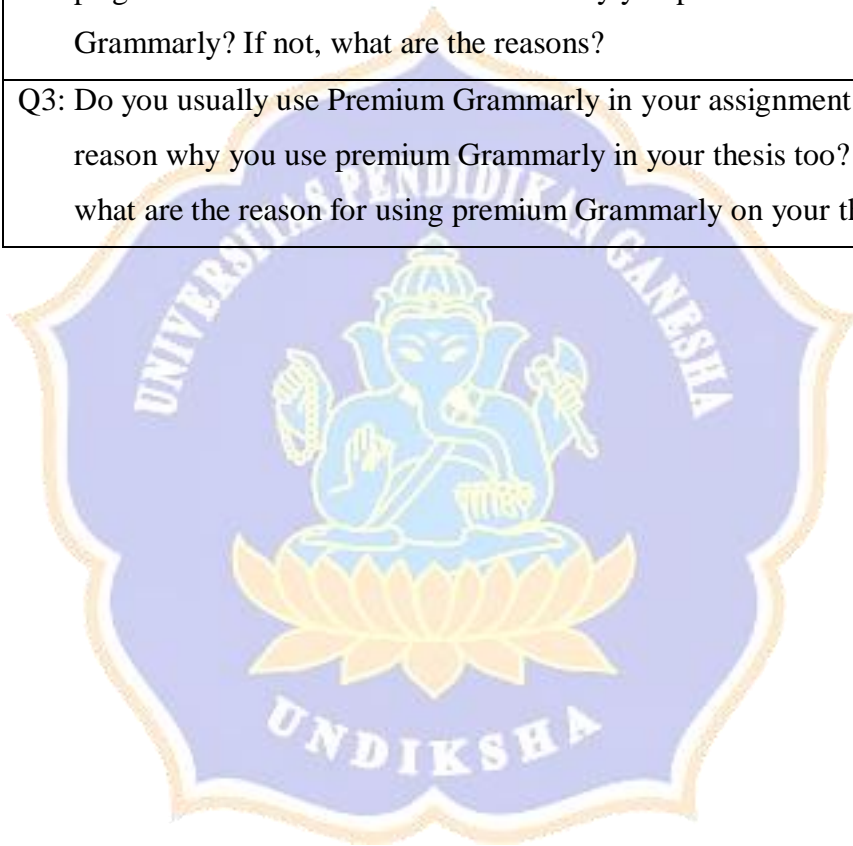 Grammarly? If not, what are the reasons?
Q3: Do you usually use Premium Grammarly in your assignment
reason why you use premium Grammarly in your thesis too?
what are the reason for using premium Grammarly on your
UNIVERSITAS PENDIDIKAN GANESHA
UNDIKSHA